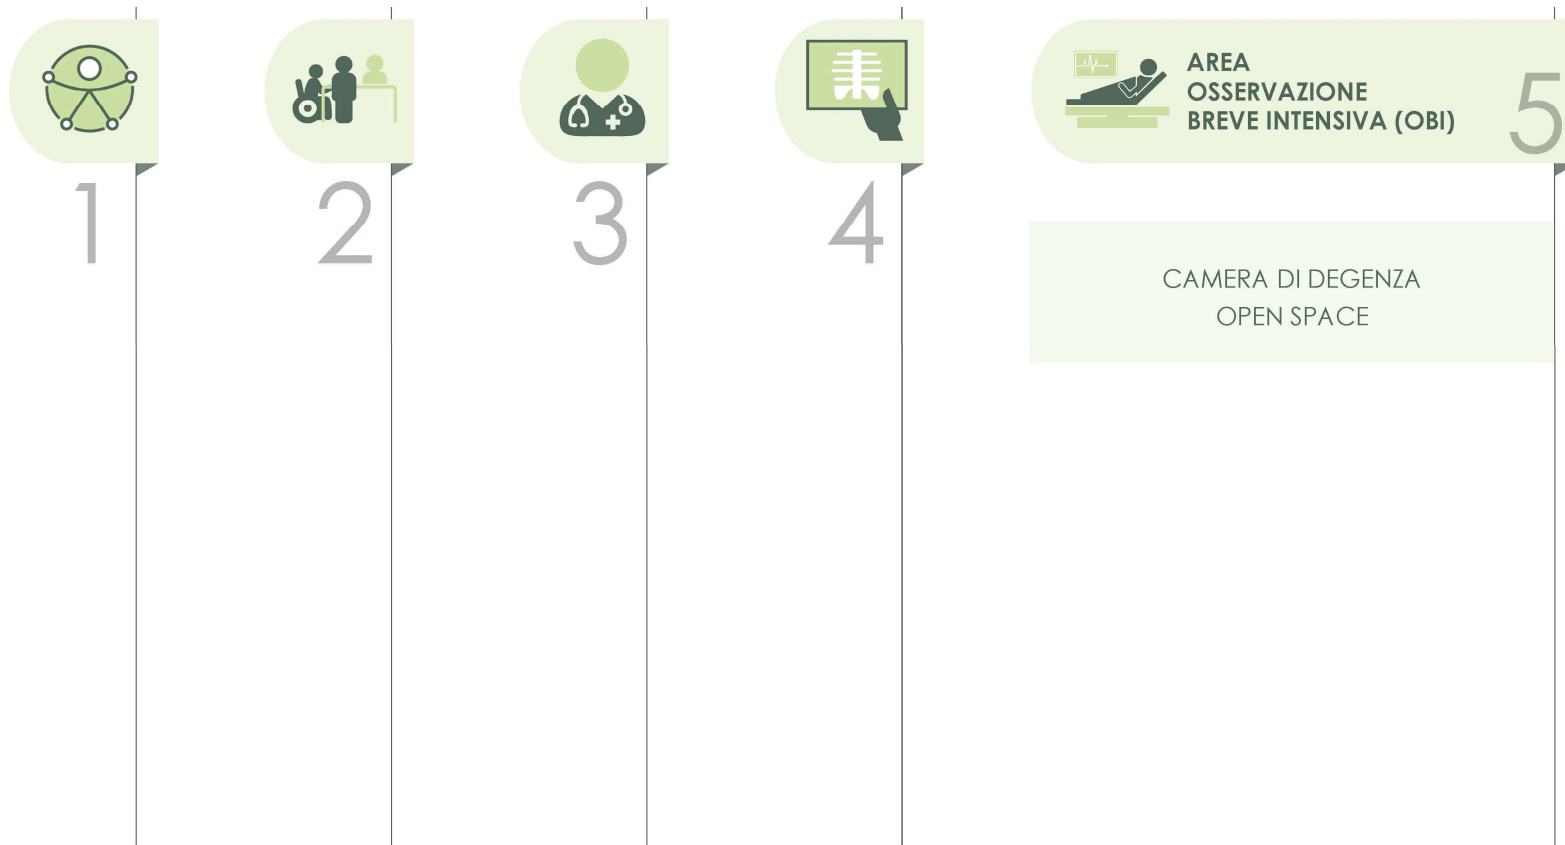 1
2
3
4
AREA
OSSERVAZIONE
BREVE INTENSIVA (OBI)
5
CAMERA DI DEGENZA
OPEN SPACE